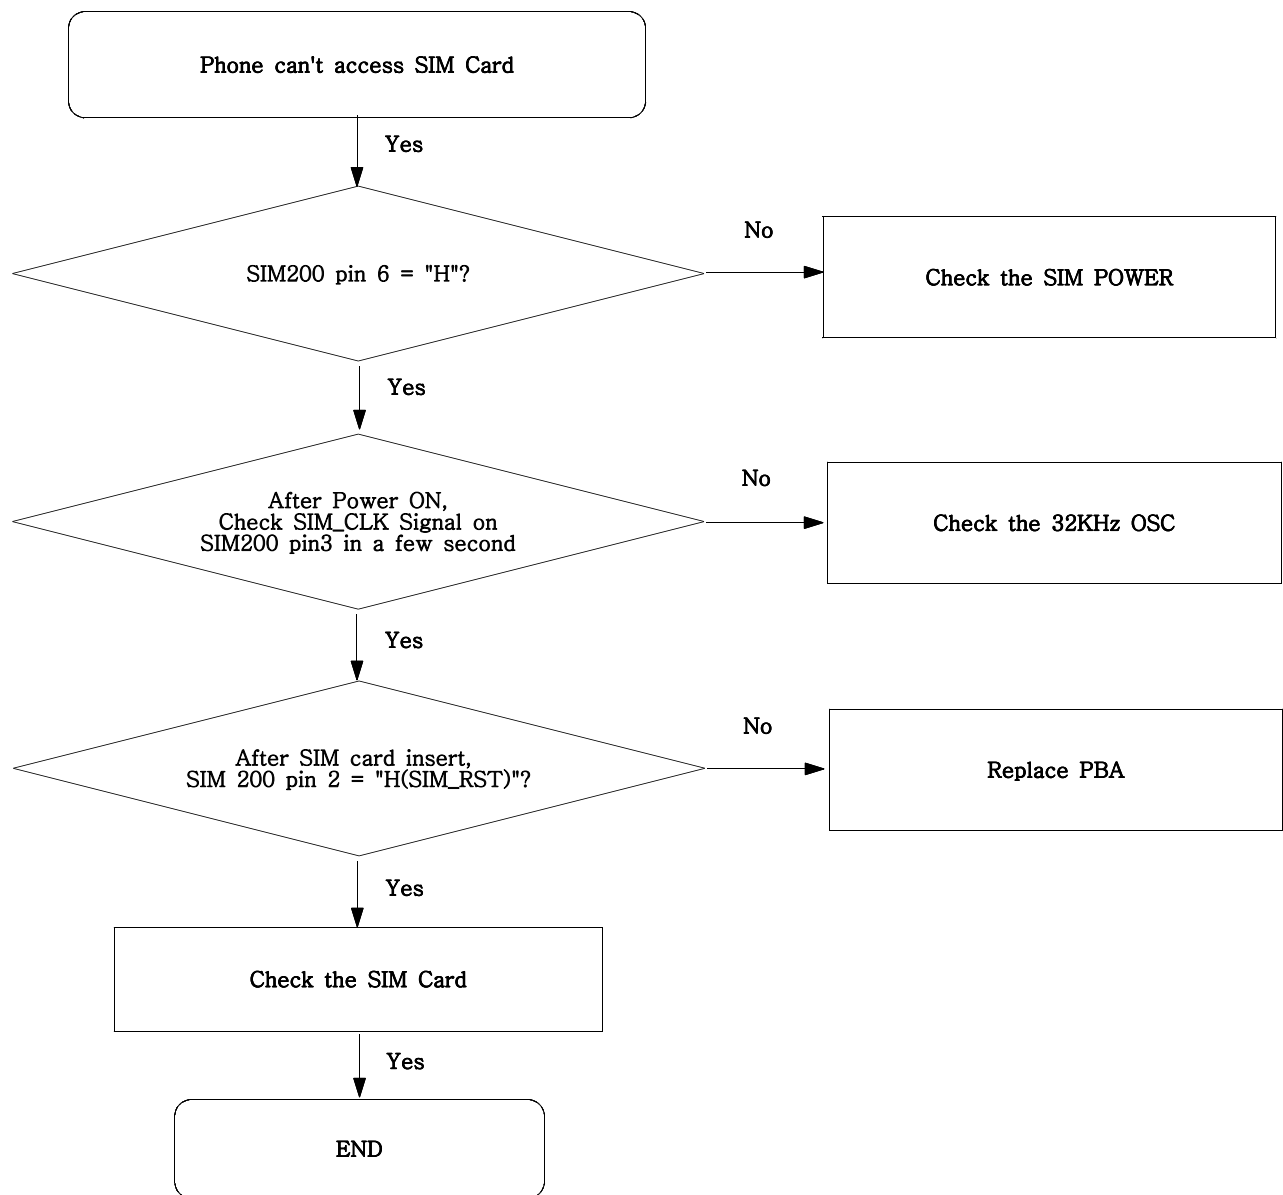 Phone can't access SIM Card
Yes
SIM200 pin 6 = "H"?
No
Check the SIM POWER
Yes
After Power ON,
Check SIM_CLK Signal on
SIM200 pin3 in a few second
No
Check the 32KHz OSC
Yes
After SIM card insert,
SIM 200 pin 2 = "H(SIM_RST)"?
No
Replace PBA
Yes
Check the SIM Card
Yes
END